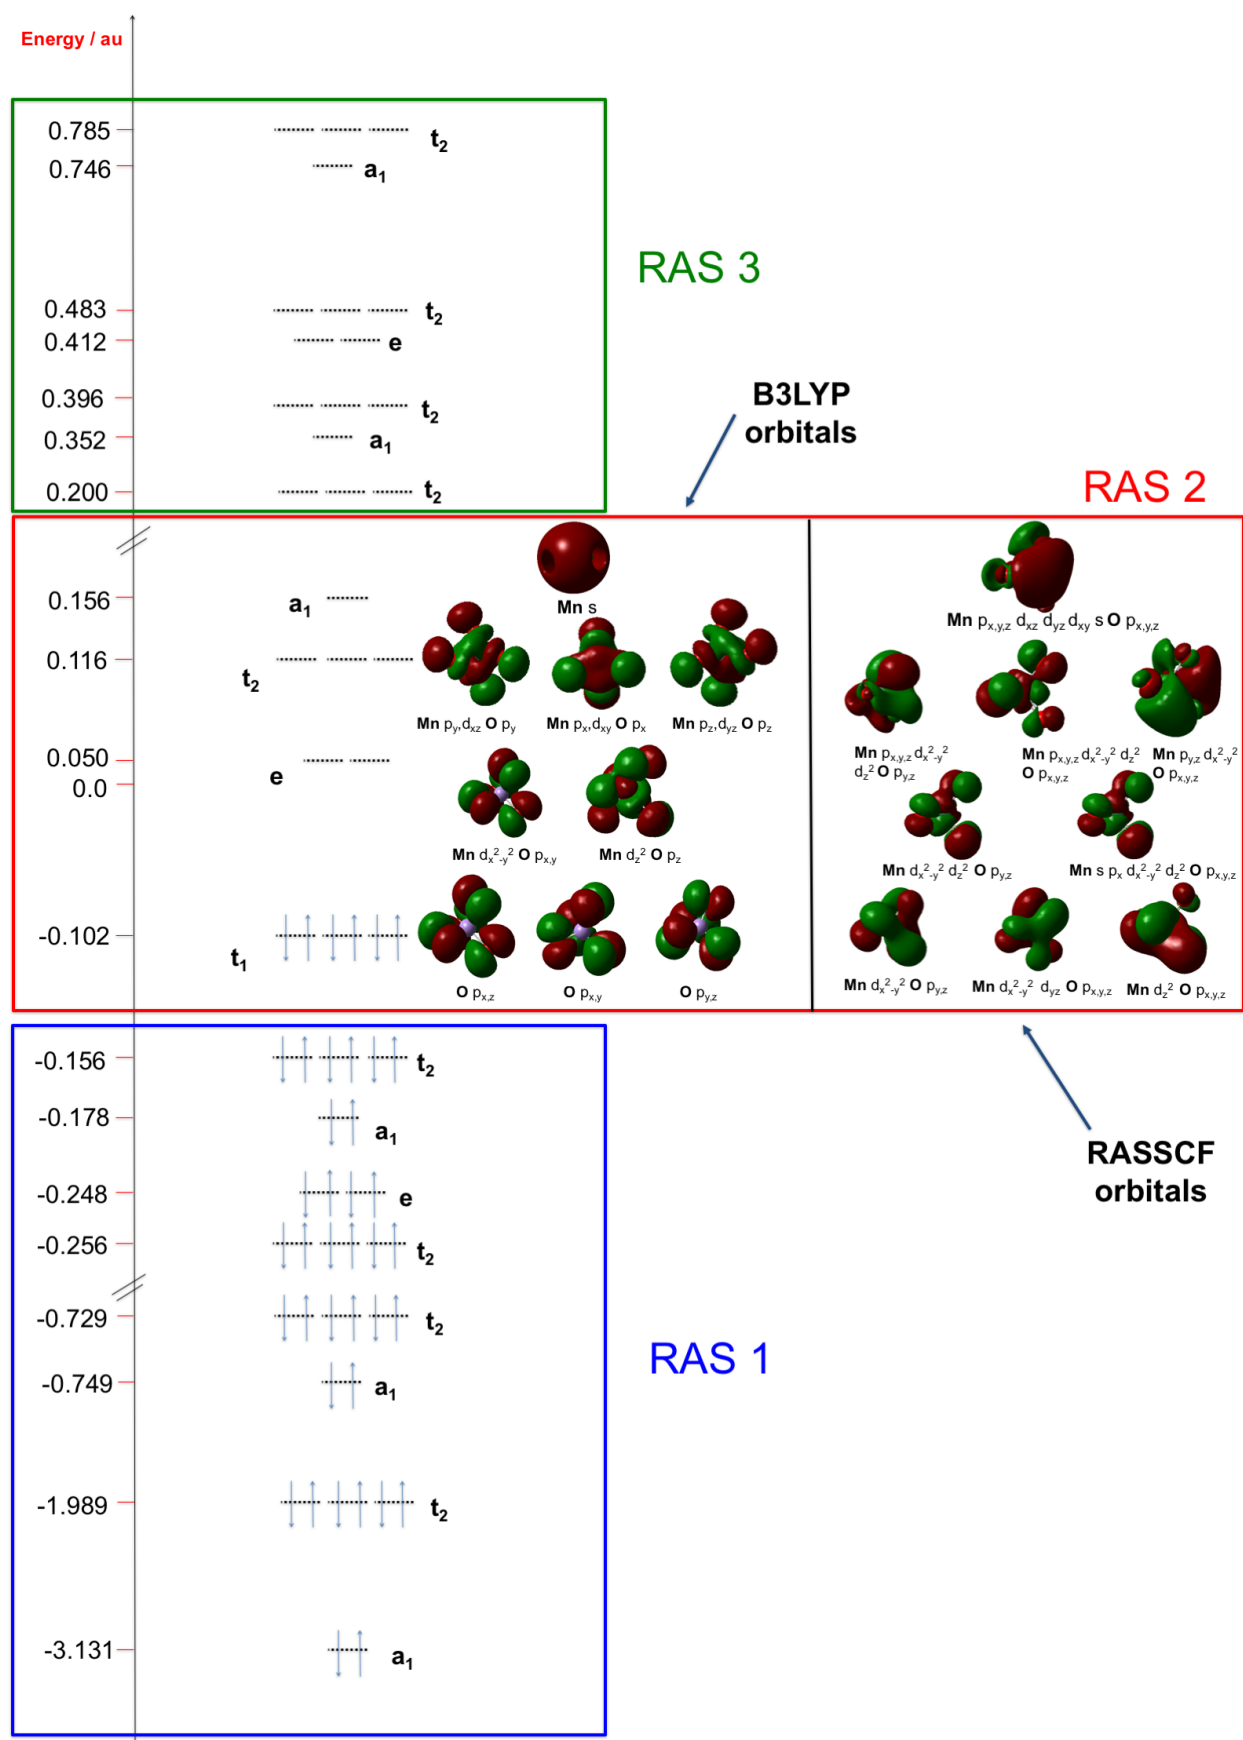 Energy / au
0.785
t2
0.746
a1
RAS 3
0.483
t2
0.412
e
0.396
t2
0.352
a1
0.200
t2
B3LYP
orbitals
RAS 2
0.156
a1
Mn s
Mn px,y,z dxz dyz dxy s O px,y,z
0.116
t2
Mn py,dxz O py
Mn px,dxy O px
Mn pz,dyz O pz
Mn px,y,z dx2-y2
dz2 O py,z
Mn px,y,z dx2-y2 dz2
O px,y,z
Mn py,z dx2-y2
O px,y,z
0.050
0.0
e
Mn dx2-y2 O px,y
Mn dz2 O pz
Mn dx2-y2 dz2 O py,z
Mn s px dx2-y2 dz2 O px,y,z
-0.102
t1
O px,z
O px,y
O py,z
Mn dx2-y2 O py,z
Mn dx2-y2 dyz O px,y,z
Mn dz2 O px,y,z
-0.156
t2
-0.178
a1
RASSCF
orbitals
-0.248
e
-0.256
t2
-0.729
t2
RAS 1
-0.749
a1
-1.989
t2
-3.131
a1